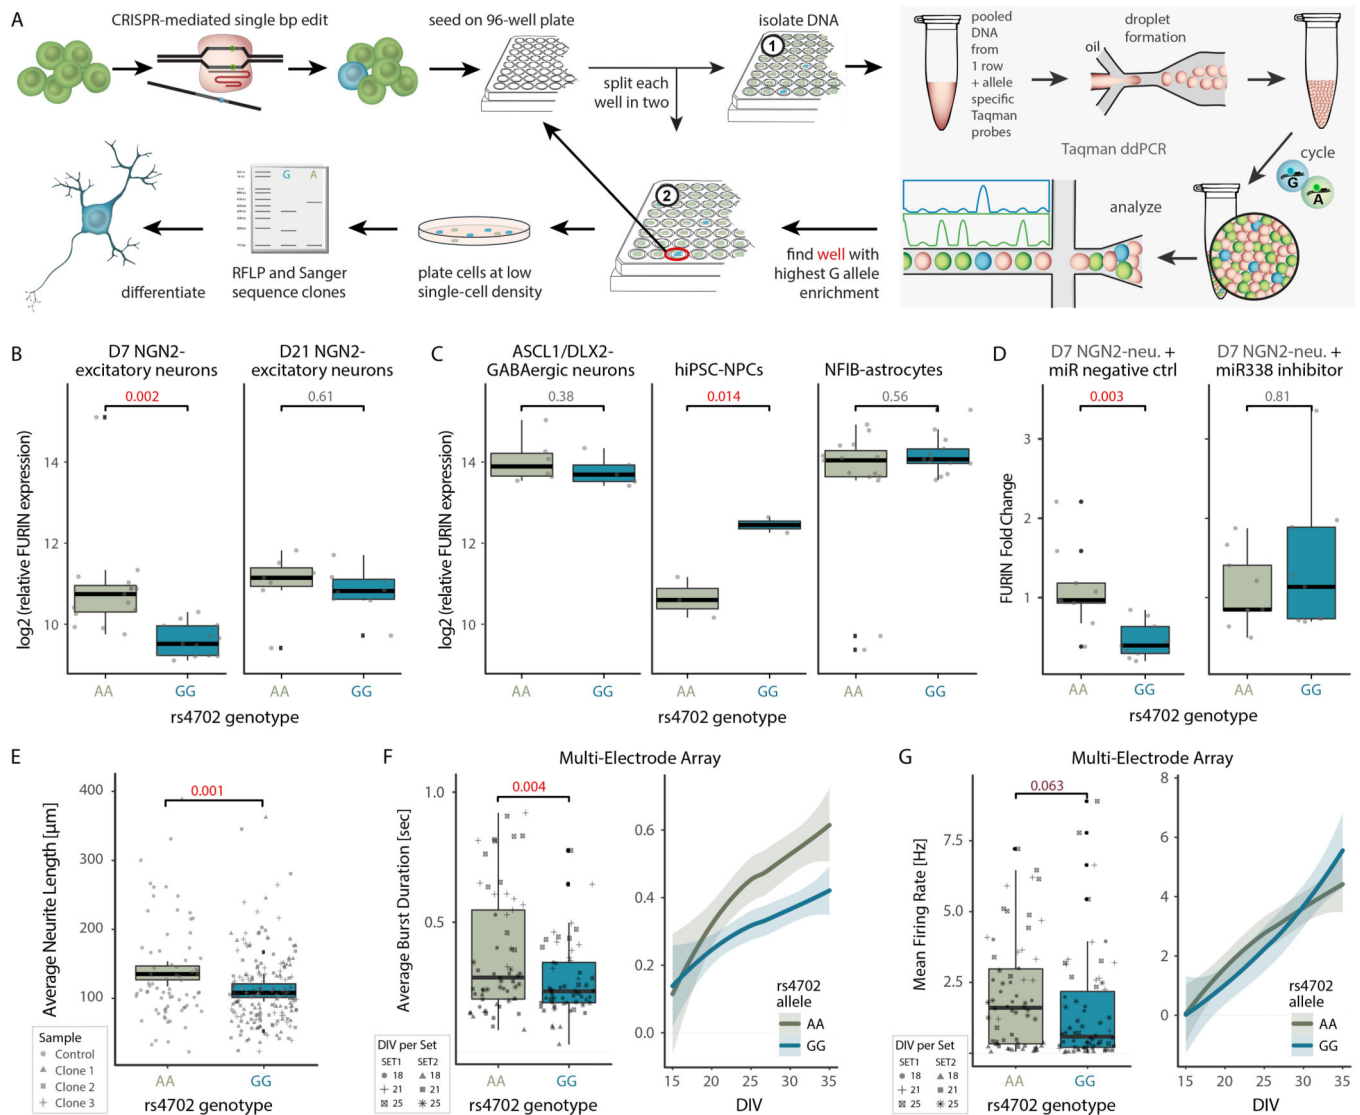 A
CRISPR-mediated single bp edit
seed on 96-well plate
isolate DNA
1
split each
well in two
pooled
DNA
from
1 row
+ allele
specific
Taqman
probes
oil
droplet
formation
Taqman ddPCR
cycle
G
A
analyze
find well with
highest G allele
enrichment
2
plate cells at low
single-cell density
G A
RFLP and Sanger
sequence clones
differentiate
B
D7 NGN2-
excitatory neurons
D21 NGN2-
excitatory neurons
log2 (relative FURIN expression)
14
12
10
0.002
0.61
AA GG AA GG
rs4702 genotype
C
ASCL1/DLX2-
GABAergic neurons
hiPSC-NPCs
NFIB-astrocytes
log2 (relative FURIN expression)
14
12
10
0.38
0.014
0.56
AA GG AA GG AA GG
rs4702 genotype
D
D7 NGN2-neu. +
miR negative ctrl
D7 NGN2-neu. +
miR338 inhibitor
FURIN Fold Change
3
2
1
0.003
0.81
AA GG AA GG
rs4702 genotype
E
Average Neurite Length [μm]
400
300
200
100
0.001
Sample
Control
Clone 1
Clone 2
Clone 3
AA GG
rs4702 genotype
F
Multi-Electrode Array
Average Burst Duration [sec]
1.0
0.5
0.004
DIV per Set
SET1 SET2
18 18
21 21
25 25
AA GG
rs4702 genotype
0.6
0.4
0.2
0.0
rs4702
allele
AA
GG
15 20 25 30 35
DIV
G
Multi-Electrode Array
Mean Firing Rate [Hz]
7.5
5.0
2.5
0.063
DIV per Set
SET1 SET2
18 18
21 21
25 25
AA GG
rs4702 genotype
8
4
0
rs4702
allele
AA
GG
15 20 25 30 35
DIV